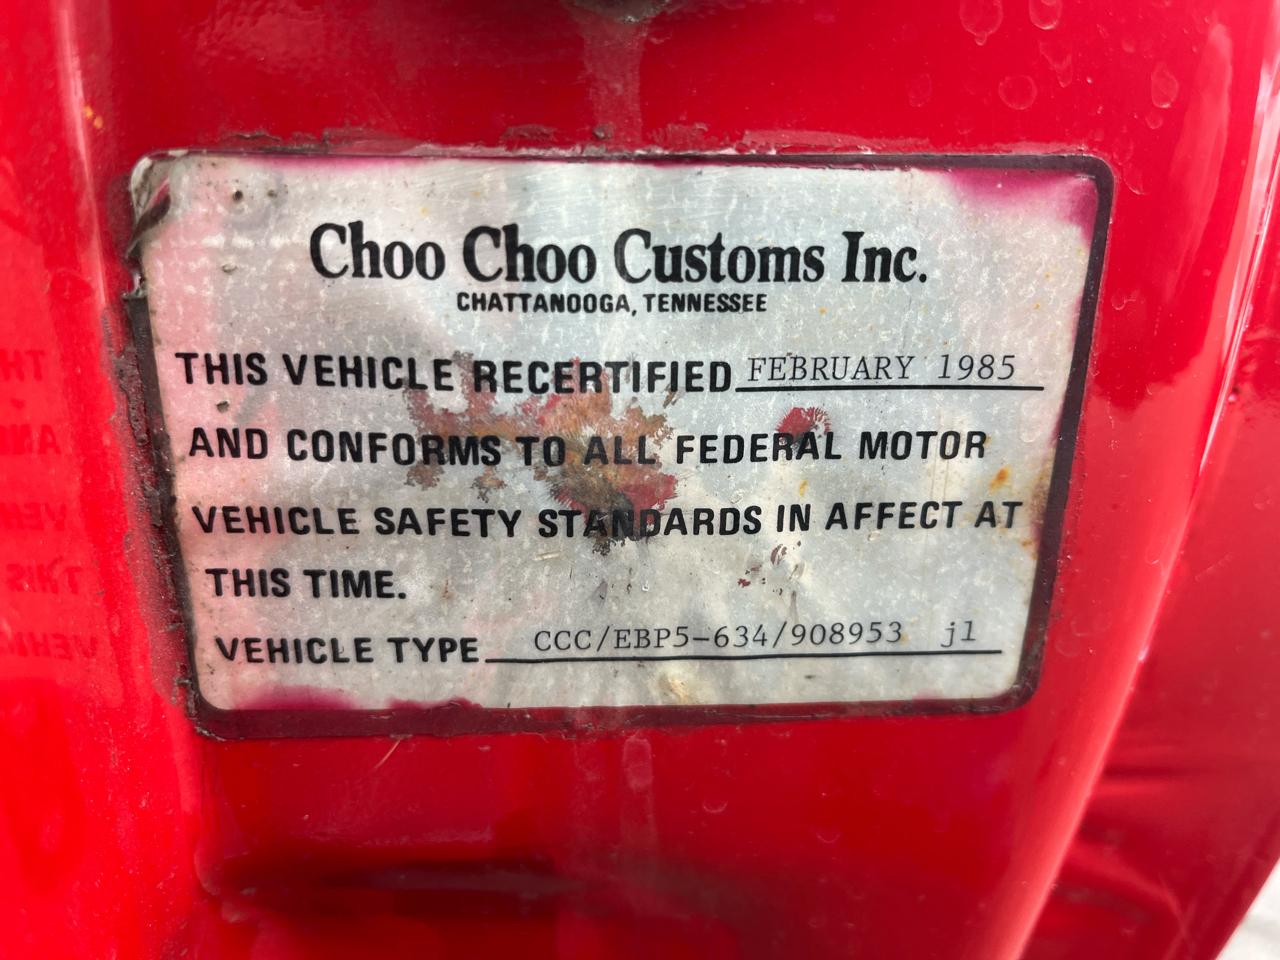 Choo Choo Customs Inc.
CHATTANOOGA, TENNESSEE
THIS VEHICLE RECERTIFIED FEBRUARY 1985
AND CONFORMS TO ALL FEDERAL MOTOR
VEHICLE SAFETY STANDARDS IN AFFECT AT
THIS TIME.
VEHICLE TYPE CCC/EBP5-634/908953 jl